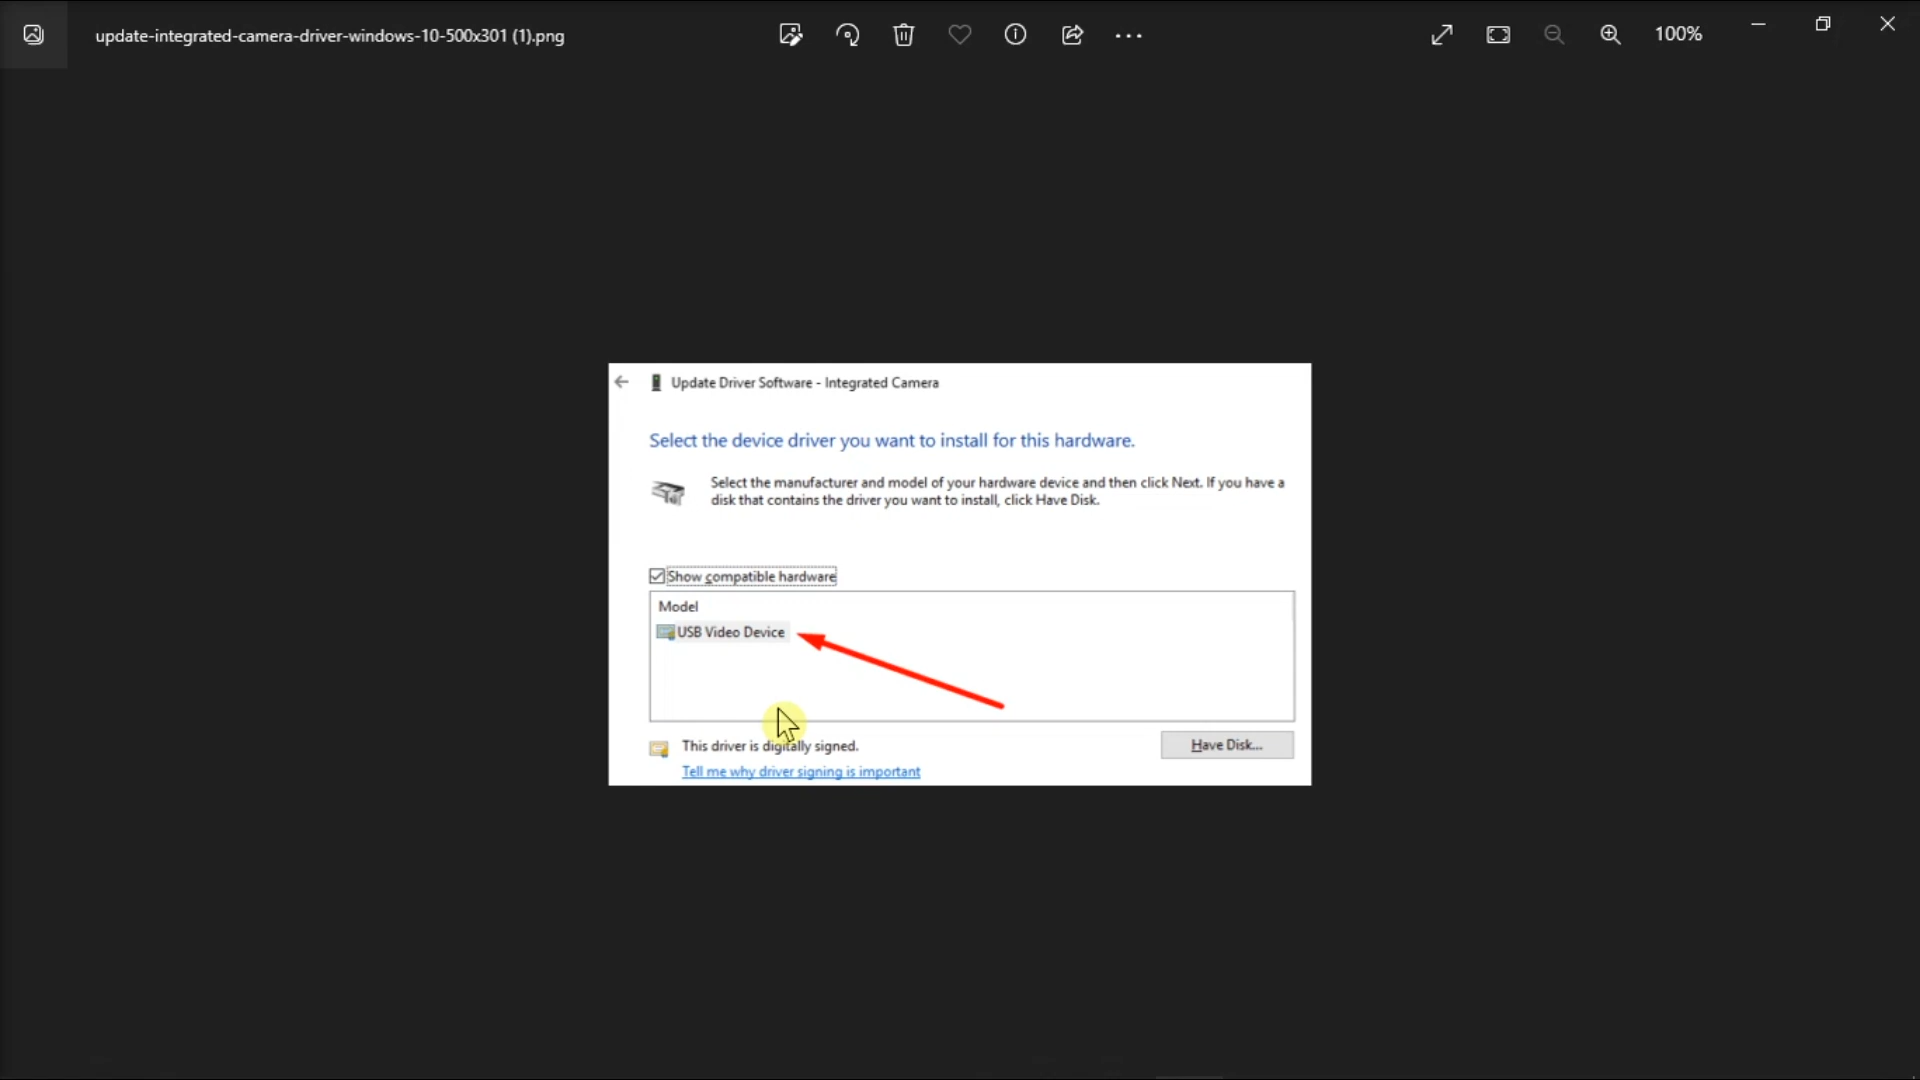 update-integrated-camera-driver-windows-10-500x301 (1).png
100%
Update Driver Software - Integrated Camera
Select the device driver you want to install for this hardware.
Select the manufacturer and model of your hardware device and then click Next. If you have a
disk that contains the driver you want to install, click Have Disk.
Show compatible hardware
Model
USB Video Device
This driver is digitally signed.
Have Disk...
Tell me why driver signing is important